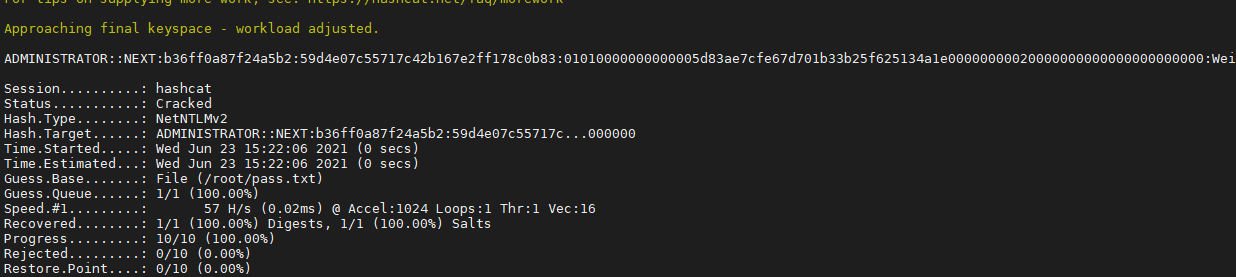 For tips on supplying more work, see: https://hashcat.net/faq/morework
Approaching final keyspace - workload adjusted.
ADMINISTRATOR::NEXT:b36ff0a87f24a5b2:59d4e07c55717c42b167e2ff178c0b83:01010000000000005d83ae7cfe67d701b33b25f625134a1e00000000020000000000000000000000:Wei
Session..........: hashcat
Status...........: Cracked
Hash.Type........: NetNTLMv2
Hash.Target......: ADMINISTRATOR::NEXT:b36ff0a87f24a5b2:59d4e07c55717c...000000
Time.Started.....: Wed Jun 23 15:22:06 2021 (0 secs)
Time.Estimated...: Wed Jun 23 15:22:06 2021 (0 secs)
Guess.Base.......: File (/root/pass.txt)
Guess.Queue......: 1/1 (100.00%)
Speed.#1.........:       57 H/s (0.02ms) @ Accel:1024 Loops:1 Thr:1 Vec:16
Recovered........: 1/1 (100.00%) Digests, 1/1 (100.00%) Salts
Progress.........: 10/10 (100.00%)
Rejected.........: 0/10 (0.00%)
Restore.Point....: 0/10 (0.00%)